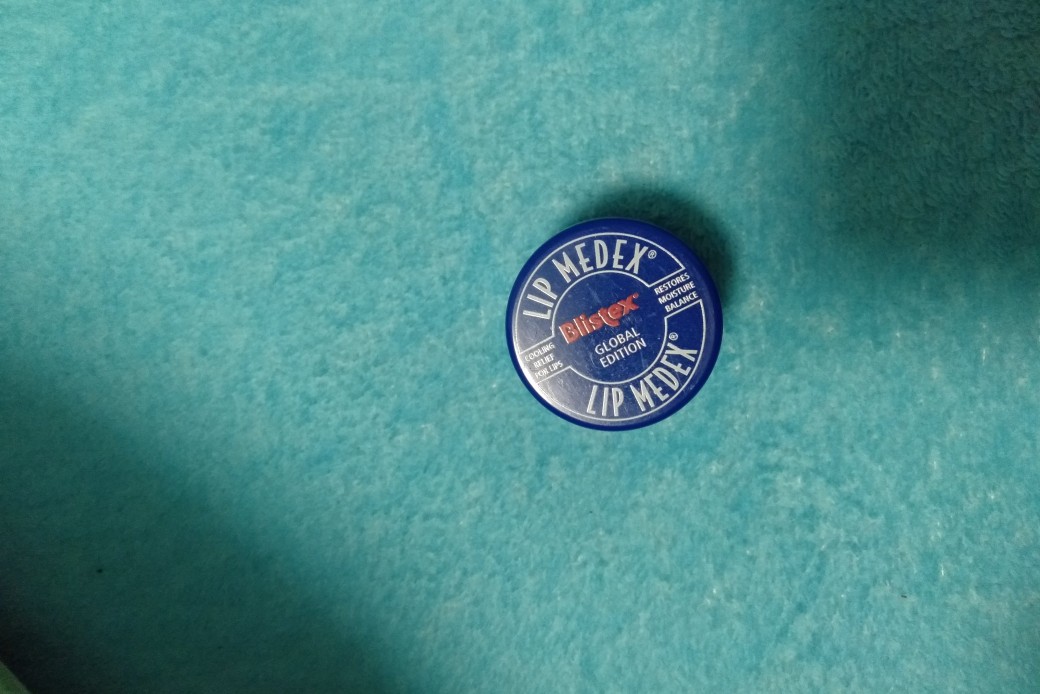 LIP MEDEX®
RESTORES
MOISTURE
BALANCE
Blistex®
GLOBAL
EDITION
COOLING
RELIEF
FOR LIPS
LIP MEDEX®